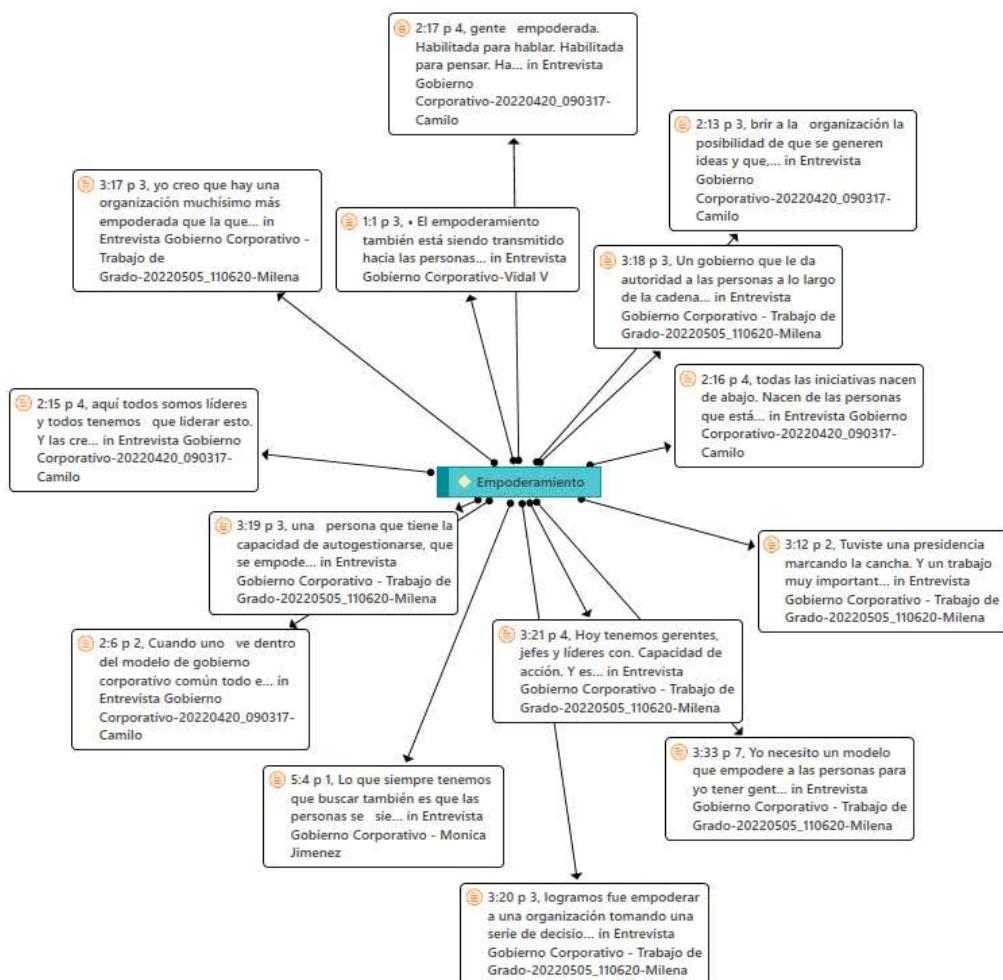 2:17 p 4, gente empoderada.
Habilitada para hablar. Habilitada
para pensar. Ha... in Entrevista
Gobierno
Corporativo-20220420_090317-
Camilo
2:13 p 3, brir a la organización la
posibilidad de que se generen
ideas y que,... in Entrevista
Gobierno
Corporativo-20220420_090317-
Camilo
3:17 p 3, yo creo que hay una
organización muchísimo más
empoderada que la que... in
Entrevista Gobierno Corporativo -
Trabajo de
Grado-20220505_110620-Milena
1:1 p 3, • El empoderamiento
también está siendo transmitido
hacia las personas... in Entrevista
Gobierno Corporativo-Vidal V
3:18 p 3, Un gobierno que le da
autoridad a las personas a lo largo
de la cadena... in Entrevista
Gobierno Corporativo - Trabajo de
Grado-20220505_110620-Milena
2:16 p 4, todas las iniciativas nacen
de abajo. Nacen de las personas
que está... in Entrevista Gobierno
Corporativo-20220420_090317-
Camilo
2:15 p 4, aquí todos somos líderes
y todos tenemos que liderar esto.
Y las cre... in Entrevista Gobierno
Corporativo-20220420_090317-
Camilo
Empoderamiento
3:19 p 3, una persona que tiene la
capacidad de autogestionarse, que
se empode... in Entrevista
Gobierno Corporativo - Trabajo de
Grado-20220505_110620-Milena
3:12 p 2, Tuviste una presidencia
marcando la cancha. Y un trabajo
muy important... in Entrevista
Gobierno Corporativo - Trabajo de
Grado-20220505_110620-Milena
2:6 p 2, Cuando uno ve dentro
del modelo de gobierno
corporativo común todo e... in
Entrevista Gobierno
Corporativo-20220420_090317-
Camilo
3:21 p 4, Hoy tenemos gerentes,
jefes y líderes con. Capacidad de
acción. Y es... in Entrevista
Gobierno Corporativo - Trabajo de
Grado-20220505_110620-Milena
3:33 p 7, Yo necesito un modelo
que empodere a las personas para
yo tener gent... in Entrevista
Gobierno Corporativo - Trabajo de
Grado-20220505_110620-Milena
5:4 p 1, Lo que siempre tenemos
que buscar también es que las
personas se sie... in Entrevista
Gobierno Corporativo - Monica
Jimenez
3:20 p 3, logramos fue empoderar
a una organización tomando una
serie de decisio... in Entrevista
Gobierno Corporativo - Trabajo de
Grado-20220505_110620-Milena